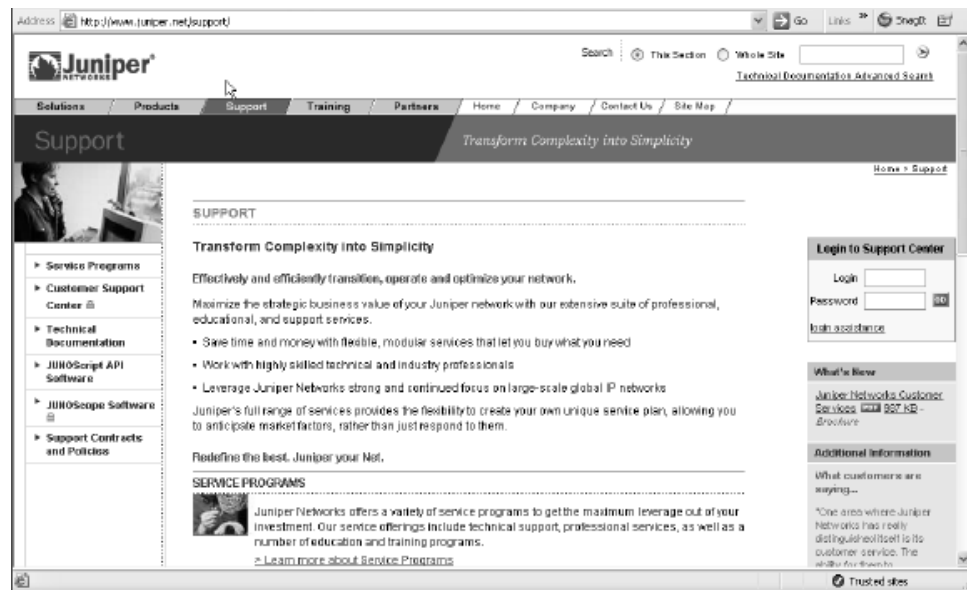 Address http://www.juniper.net/support/ Go Links » SnagIt
Juniper®
NETWORKS
Search This Section Whole Site
Technical Documentation Advanced Search
Solutions / Products / Support / Training / Partners / Home / Company / Contact Us / Site Map /
Support
Transform Complexity into Simplicity
Home > Support
Service Programs
Customer Support
Center
Technical
Documentation
JUNOScript API
Software
JUNOScope Software
Support Contracts
and Policies
SUPPORT
Transform Complexity into Simplicity
Effectively and efficiently transition, operate and optimize your network.
Maximize the strategic business value of your Juniper network with our extensive suite of professional,
educational, and support services.
• Save time and money with flexible, modular services that let you buy what you need
• Work with highly skilled technical and industry professionals
• Leverage Juniper Networks strong and continued focus on large-scale global IP networks
Juniper's full range of services provides the flexibility to create your own unique service plan, allowing you
to anticipate market factors, rather than just respond to them.
Redefine the best. Juniper your Net.
SERVICE PROGRAMS
Juniper Networks offers a variety of service programs to get the maximum leverage out of your
investment. Our service offerings include technical support, professional services, as well as a
number of education and training programs.
> Learn more about Service Programs
Login to Support Center
Login
Password GO
login assistance
What's New
Juniper Networks Customer
Services 997 KB -
Brochure
Additional Information
What customers are
saying...
"One area where Juniper
Networks has really
distinguished itself is its
customer service. The
ability for them to
Trusted sites